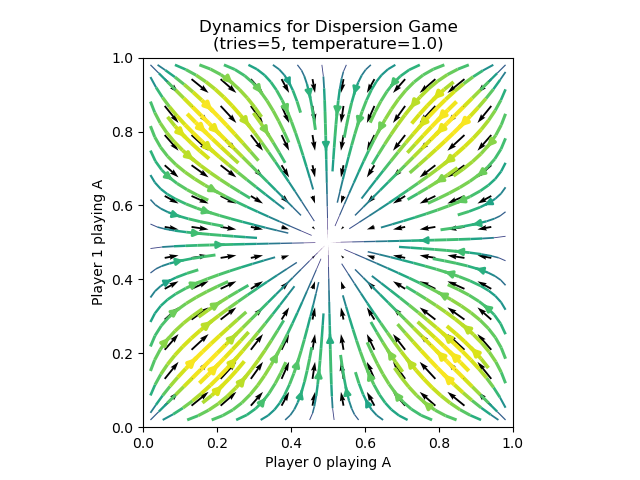 Dynamics for Dispersion Game
(tries=5, temperature=1.0)
1.0
0.8
0.6
0.4
0.2
0.0
Player 1 playing A
0.0 0.2 0.4 0.6 0.8 1.0
Player 0 playing A